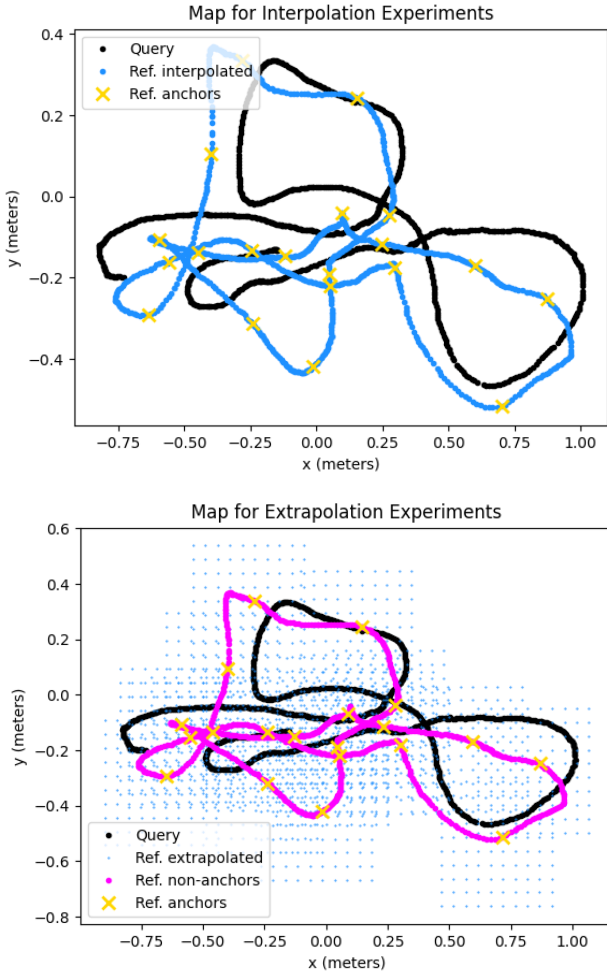 Map for Interpolation Experiments
0.4
0.2
0.0
−0.2
−0.4
y (meters)
Query
Ref. interpolated
Ref. anchors
−0.75 −0.50 −0.25 0.00 0.25 0.50 0.75 1.00
x (meters)
Map for Extrapolation Experiments
0.6
0.4
0.2
0.0
−0.2
−0.4
−0.6
−0.8
y (meters)
Query
Ref. extrapolated
Ref. non-anchors
Ref. anchors
−0.75 −0.50 −0.25 0.00 0.25 0.50 0.75 1.00
x (meters)